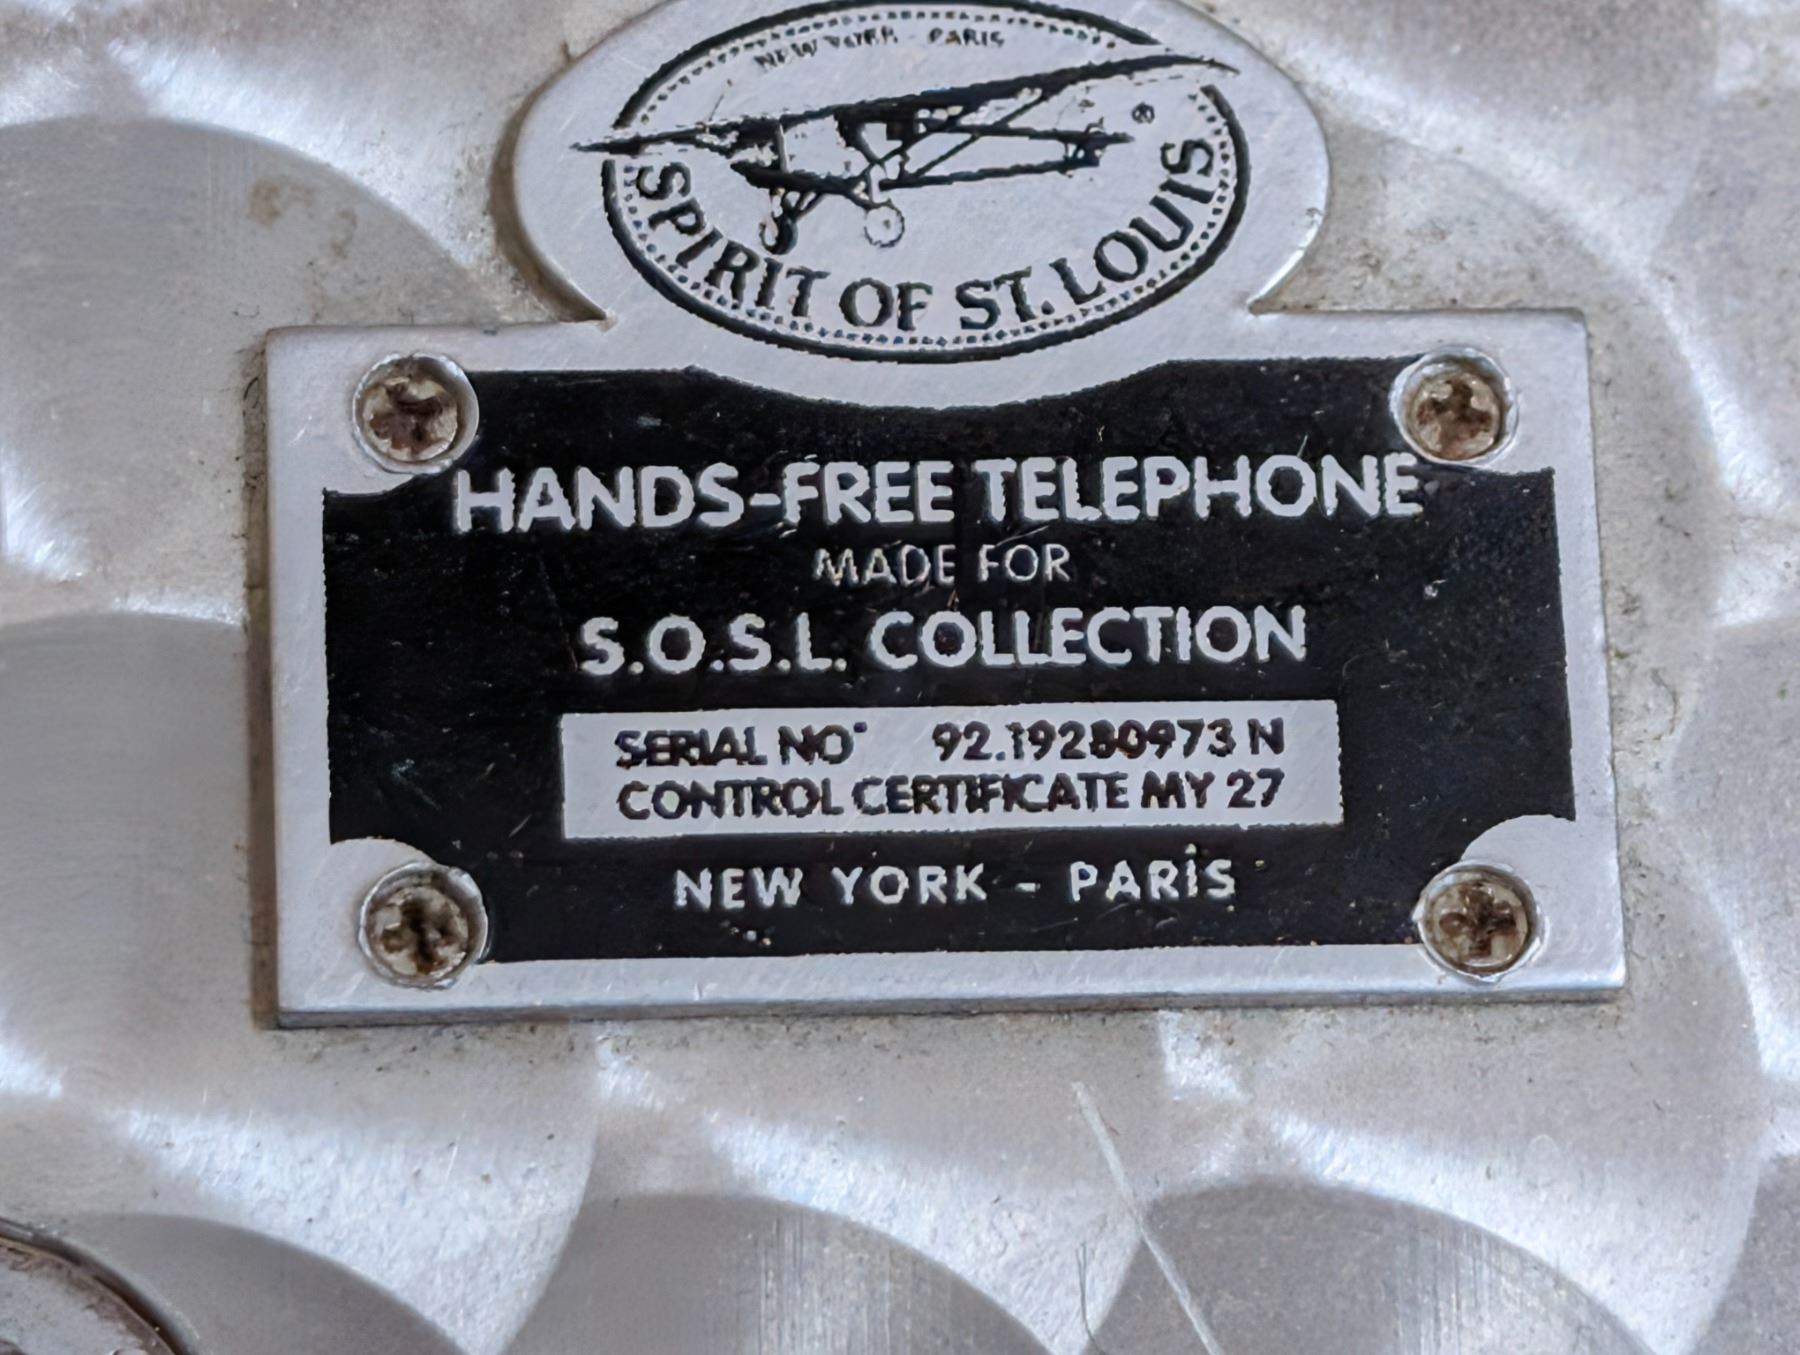 NEW YORK - PARIS
®
SPIRIT OF ST. LOUIS
HANDS-FREE TELEPHONE
MADE FOR
S.O.S.L. COLLECTION
SERIAL NO° 92.19280973 N
CONTROL CERTIFICATE MY 27
NEW YORK - PARIS